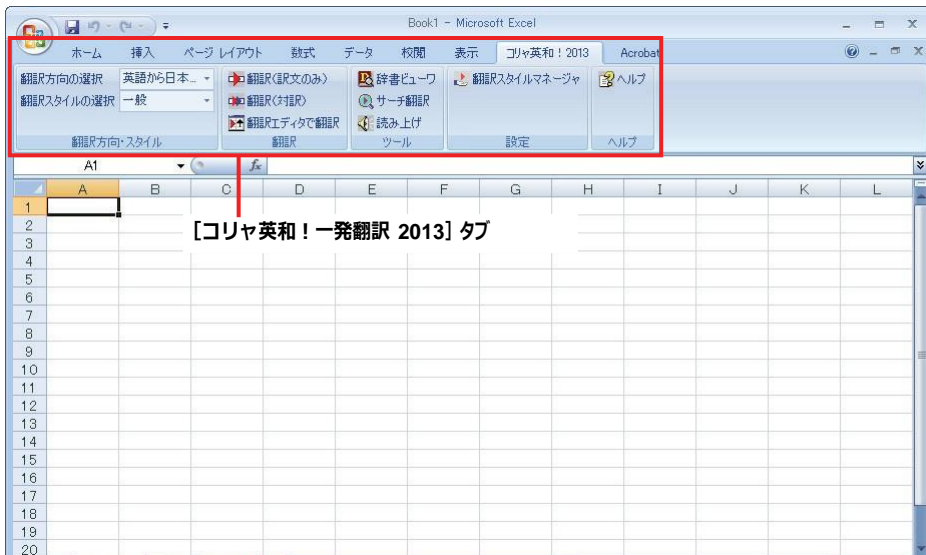 Book1 - Microsoft Excel
ホーム 挿入 ページ レイアウト 数式 データ 校閲 表示 コリャ英和！2013 Acrobat
翻訳方向の選択 英語から日本... 翻訳(訳文のみ) 辞書ビューワ 翻訳スタイルマネージャ ヘルプ
翻訳スタイルの選択 一般 翻訳(対訳) サーチ翻訳
翻訳エディタで翻訳 読み上げ
翻訳方向・スタイル 翻訳 ツール 設定 ヘルプ
A1 fx
A B C D E F G H I J K L
1
[コリャ英和！一発翻訳 2013] タブ
2
3
4
5
6
7
8
9
10
11
12
13
14
15
16
17
18
19
20